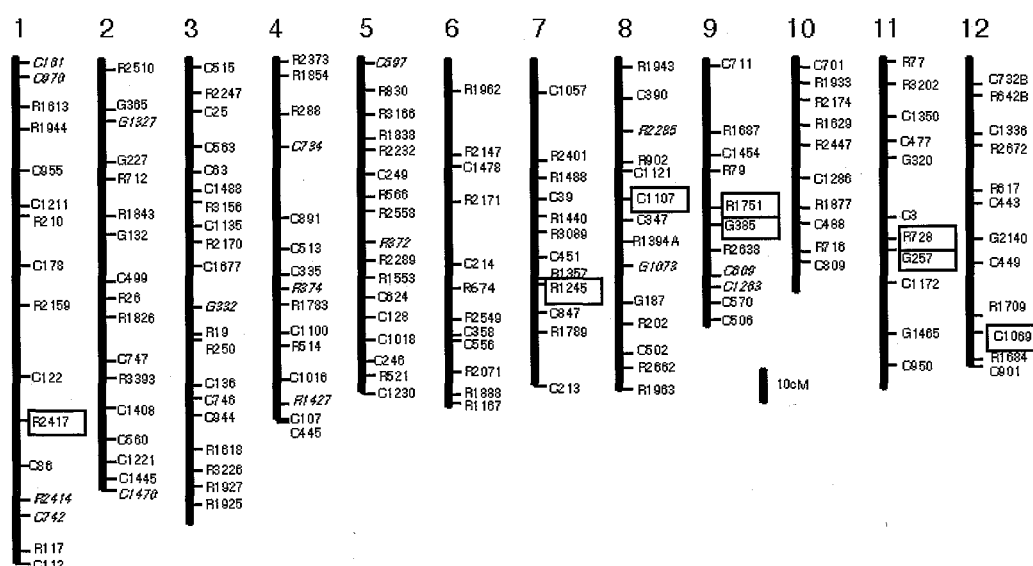 1
C161
C970
R1613
R1944
C955
C1211
R210
C178
R2159
C122
R2417
C86
R2414
C742
R117
C112
2
R2510
G365
G1327
G227
R712
R1843
G132
C499
R26
R1826
C747
R3393
C1408
C560
C1221
C1445
C1470
3
C515
R2247
C25
C563
C63
C1488
R3156
C1135
R2170
C1677
G332
R19
R250
C136
C746
C944
R1618
R3226
R1927
R1925
4
R2373
R1854
R288
C734
C891
C513
C335
R374
R1783
C1100
R514
C1016
R1427
C107
C445
5
C597
R830
R3166
R1838
R2232
C249
R566
R2558
R372
R2289
R1553
C624
C128
C1018
C246
R521
C1230
6
R1962
R2147
C1478
R2171
C214
R674
R2549
C358
C556
R2071
R1888
R1167
7
C1057
R2401
R1488
C39
R1440
R3089
C451
R1357
R1245
C847
R1789
C213
8
R1943
C390
R2285
R902
C1121
C1107
C347
R1394A
G1073
G187
R202
C502
R2662
R1963
9
C711
R1687
C1454
R79
R1751
G385
R2638
C609
C1263
C570
C506
10cM
10
C701
R1933
R2174
R1629
R2447
C1286
R1877
C488
R716
C809
11
R77
R3202
C1350
C477
G320
C3
R728
G257
C1172
G1465
C950
12
C732B
R642B
C1336
R2672
R617
C443
G2140
C449
R1709
C1069
R1684
C901